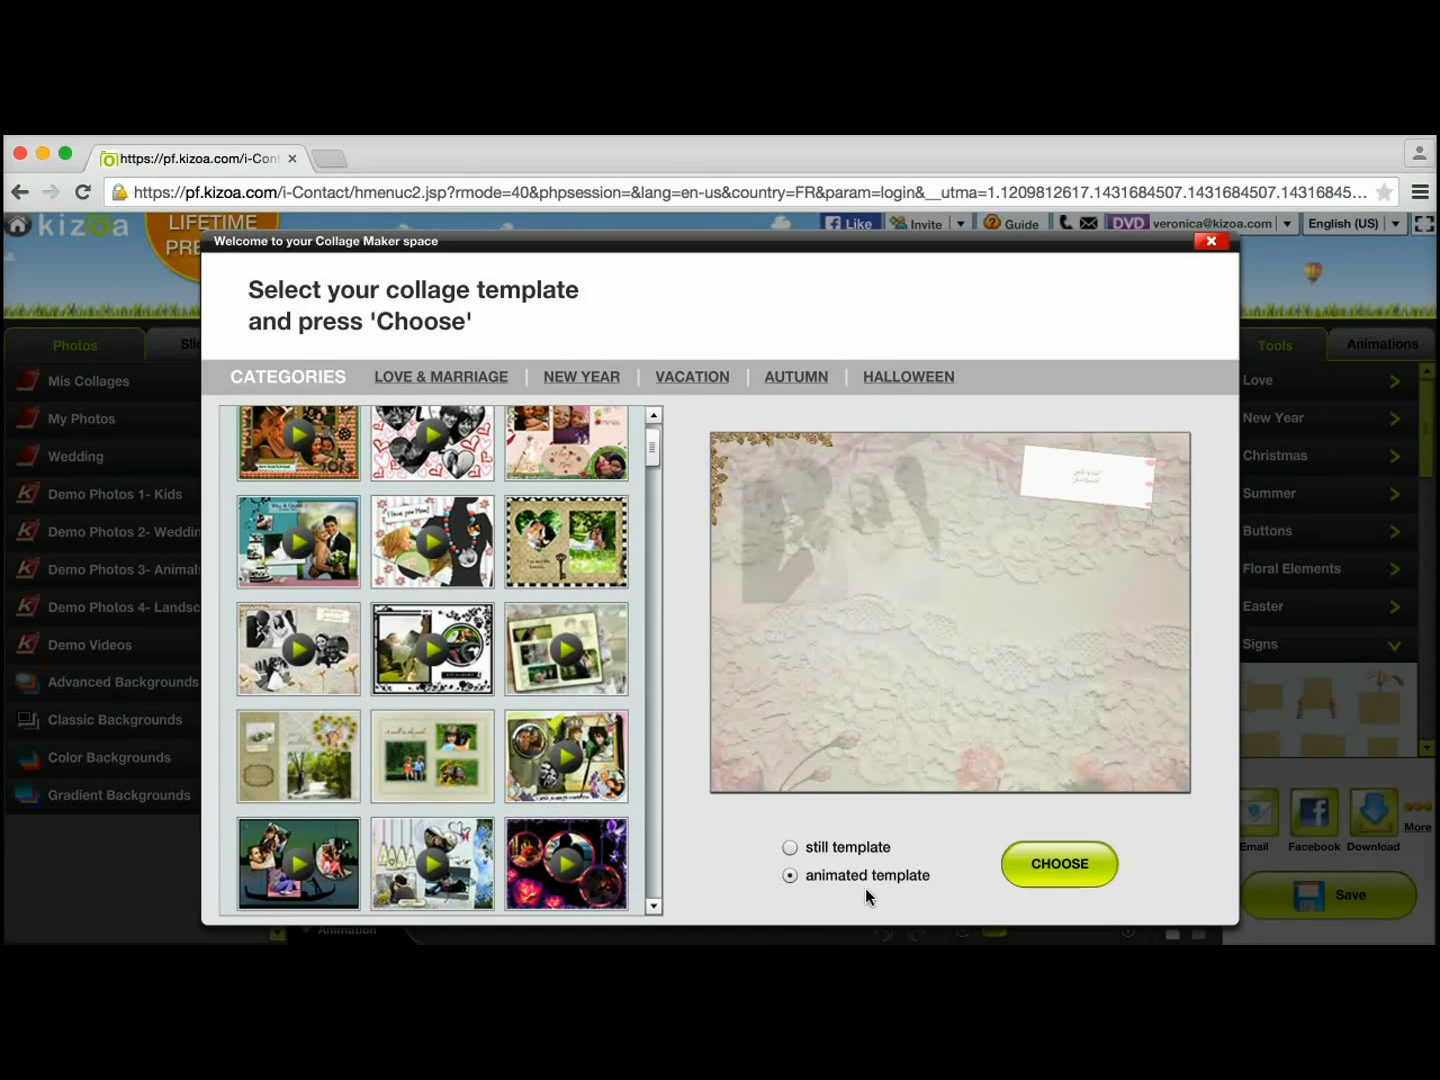 https://pf.kizoa.com/i-Con
https://pf.kizoa.com/i-Contact/hmenuc2.jsp?rmode=40&phpsession=&lang=en-us&country=FR&param=login&__utma=1.1209812617.1431684507.1431684507.14316845...
kizoa
LIFETIME
PRE
Like
Invite
Guide
DVD
veronica@kizoa.com
English (US)
Welcome to your Collage Maker space
Select your collage template
and press 'Choose'
CATEGORIES
LOVE & MARRIAGE
NEW YEAR
VACATION
AUTUMN
HALLOWEEN
Photos
Sli
Mis Collages
My Photos
Wedding
Demo Photos 1- Kids
Demo Photos 2- Weddin
Demo Photos 3- Animal
Demo Photos 4- Landsc
Demo Videos
Advanced Backgrounds
Classic Backgrounds
Color Backgrounds
Gradient Backgrounds
still template
animated template
CHOOSE
Tools
Animations
Love
New Year
Christmas
Summer
Buttons
Floral Elements
Easter
Signs
Email
Facebook
Download
More
Save
Animation